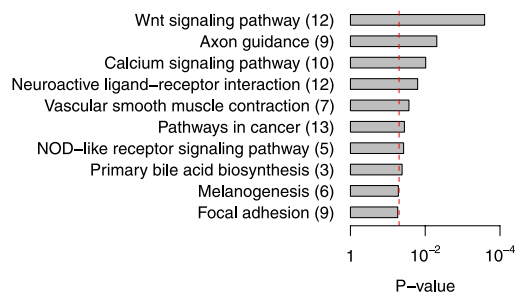 Wnt signaling pathway (12)
Axon guidance (9)
Calcium signaling pathway (10)
Neuroactive ligand−receptor interaction (12)
Vascular smooth muscle contraction (7)
Pathways in cancer (13)
NOD−like receptor signaling pathway (5)
Primary bile acid biosynthesis (3)
Melanogenesis (6)
Focal adhesion (9)
1 10⁻² 10⁻⁴
P−value